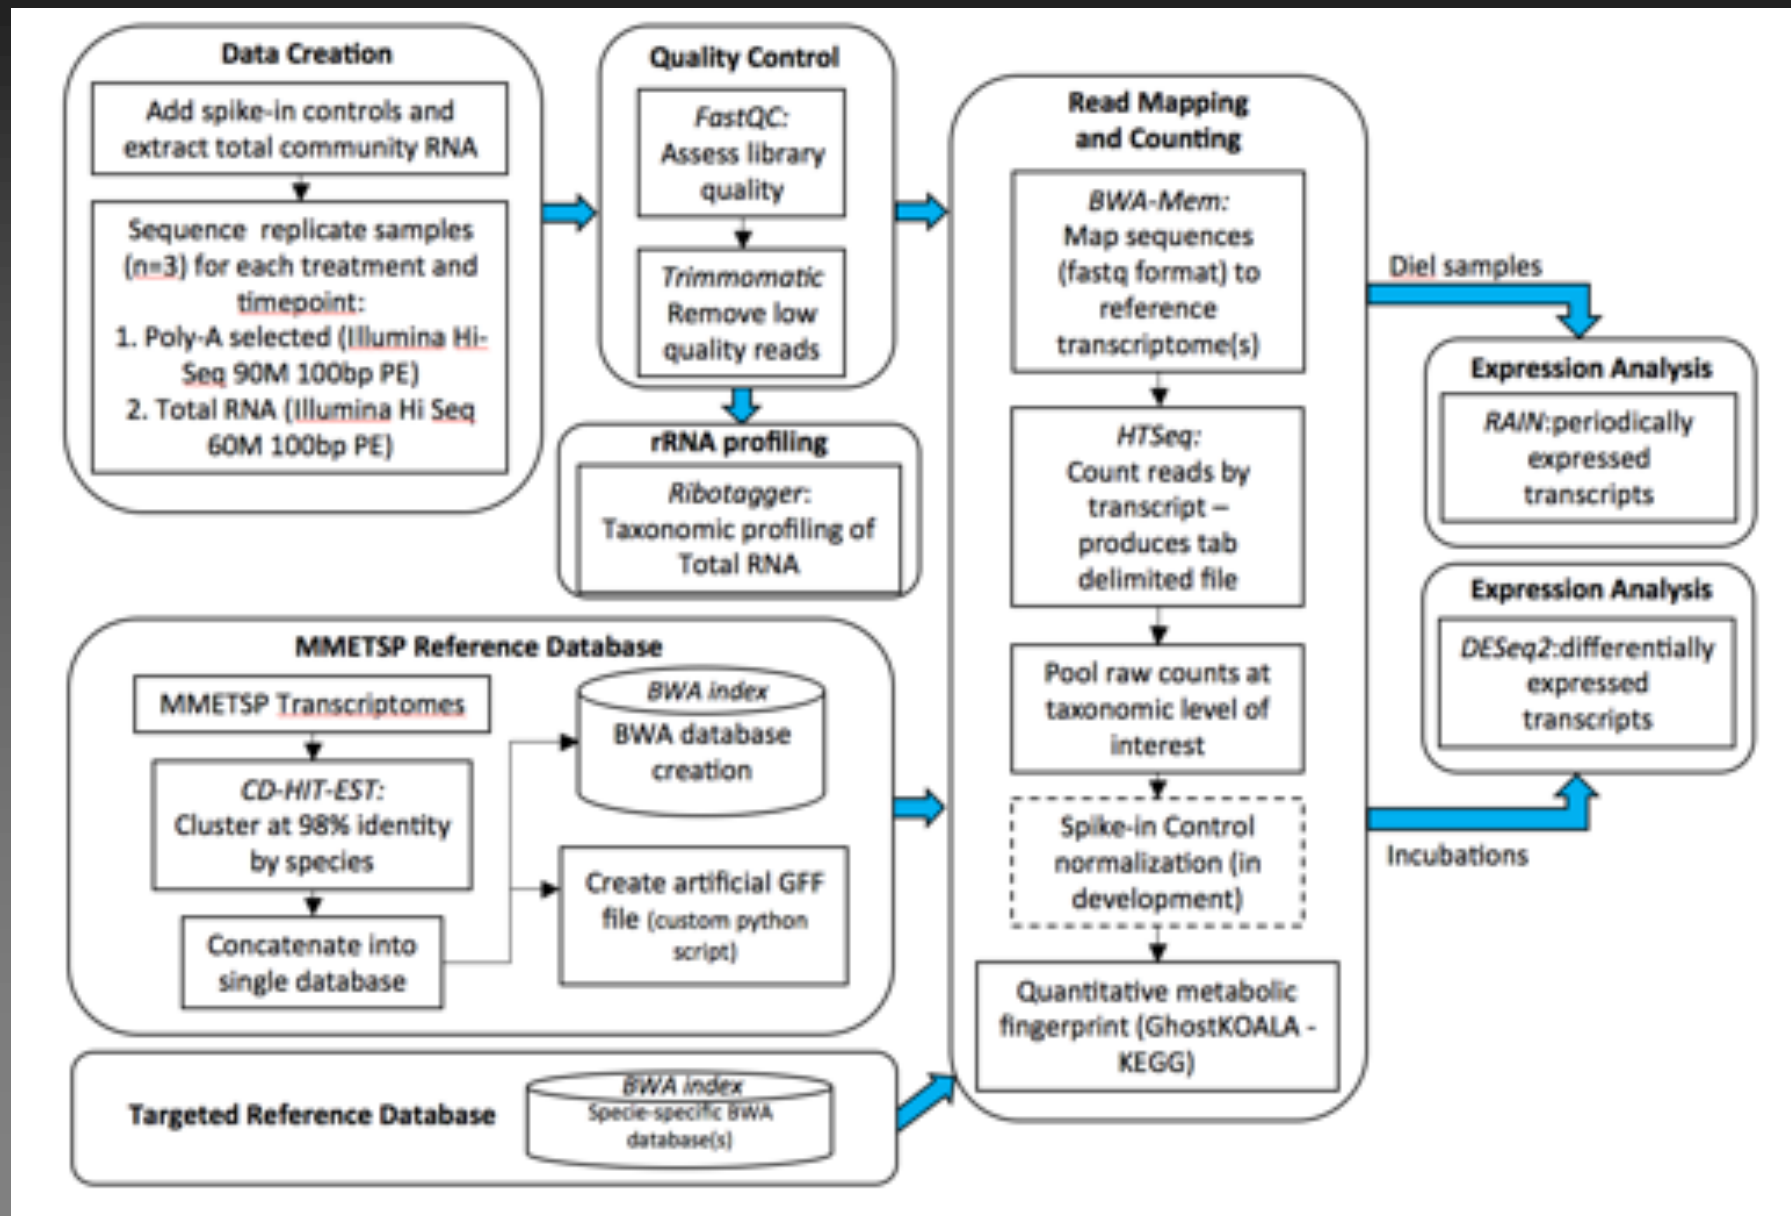 Data Creation
Add spike-in controls and
extract total community RNA
Sequence replicate samples
(n=3) for each treatment and
timepoint:
1. Poly-A selected (Illumina Hi-
Seq 90M 100bp PE)
2. Total RNA (Illumina Hi Seq
60M 100bp PE)
Quality Control
FastQC:
Assess library
quality
Trimmomatic
Remove low
quality reads
rRNA profiling
Ribotagger:
Taxonomic profiling of
Total RNA
MMETSP Reference Database
MMETSP Transcriptomes
CD-HIT-EST:
Cluster at 98% identity
by species
Concatenate into
single database
BWA index
BWA database
creation
Create artificial GFF
file (custom python
script)
Targeted Reference Database
BWA index
Specie-specific BWA
database(s)
Read Mapping
and Counting
BWA-Mem:
Map sequences
(fastq format) to
reference
transcriptome(s)
HTSeq:
Count reads by
transcript –
produces tab
delimited file
Pool raw counts at
taxonomic level of
interest
Spike-in Control
normalization (in
development)
Quantitative metabolic
fingerprint (GhostKOALA -
KEGG)
Diel samples
Expression Analysis
RAIN:periodically
expressed
transcripts
Expression Analysis
DESeq2:differentially
expressed
transcripts
Incubations